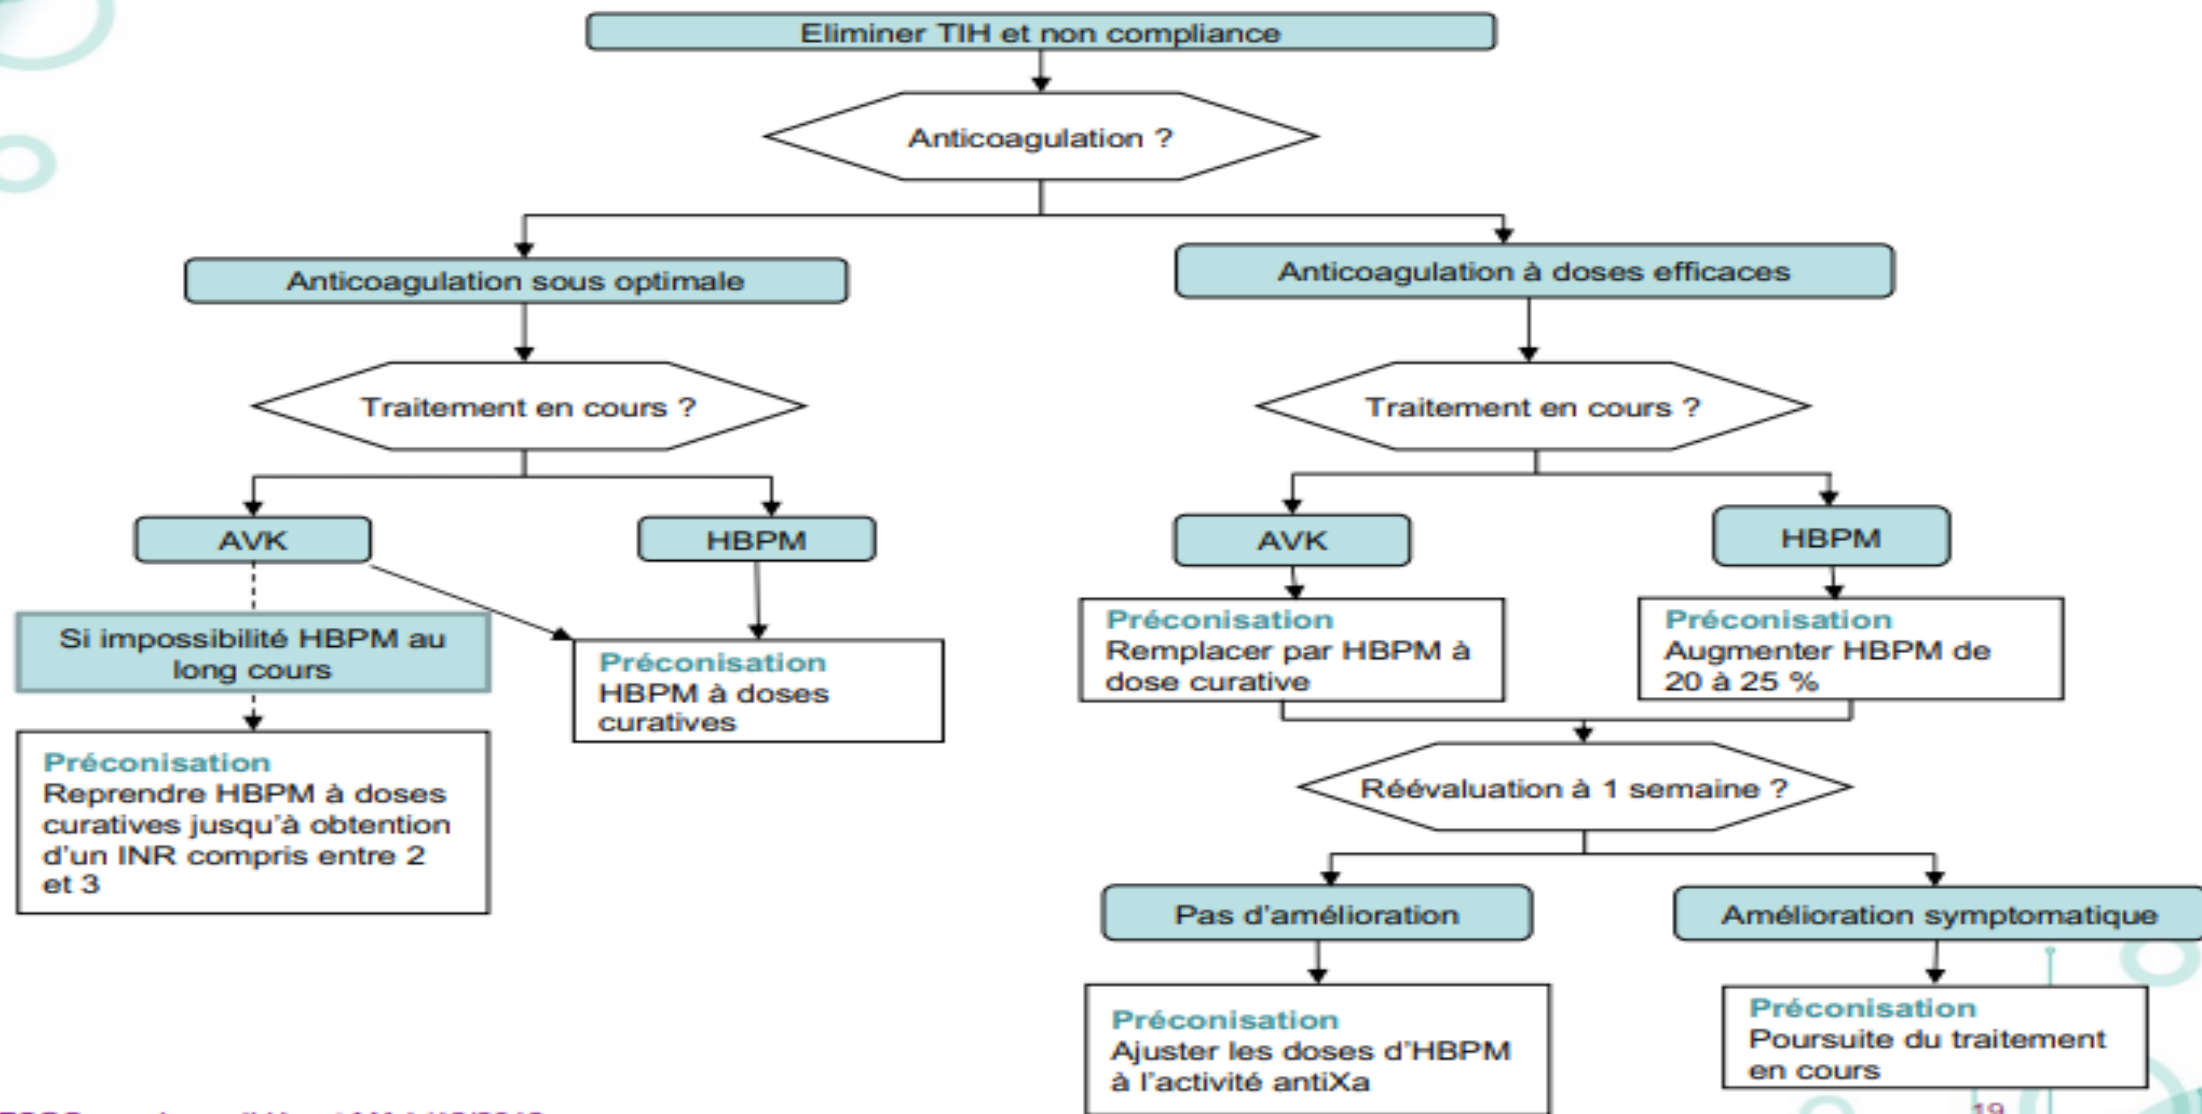 Eliminer TIH et non compliance
Anticoagulation ?
Anticoagulation sous optimale
Anticoagulation à doses efficaces
Traitement en cours ?
Traitement en cours ?
AVK
HBPM
AVK
HBPM
Si impossibilité HBPM au
long cours
Préconisation
HBPM à doses
curatives
Préconisation
Remplacer par HBPM à
dose curative
Préconisation
Augmenter HBPM de
20 à 25 %
Préconisation
Reprendre HBPM à doses
curatives jusqu'à obtention
d'un INR compris entre 2
et 3
Réévaluation à 1 semaine ?
Pas d'amélioration
Amélioration symptomatique
Préconisation
Ajuster les doses d'HBPM
à l'activité antiXa
Préconisation
Poursuite du traitement
en cours
19